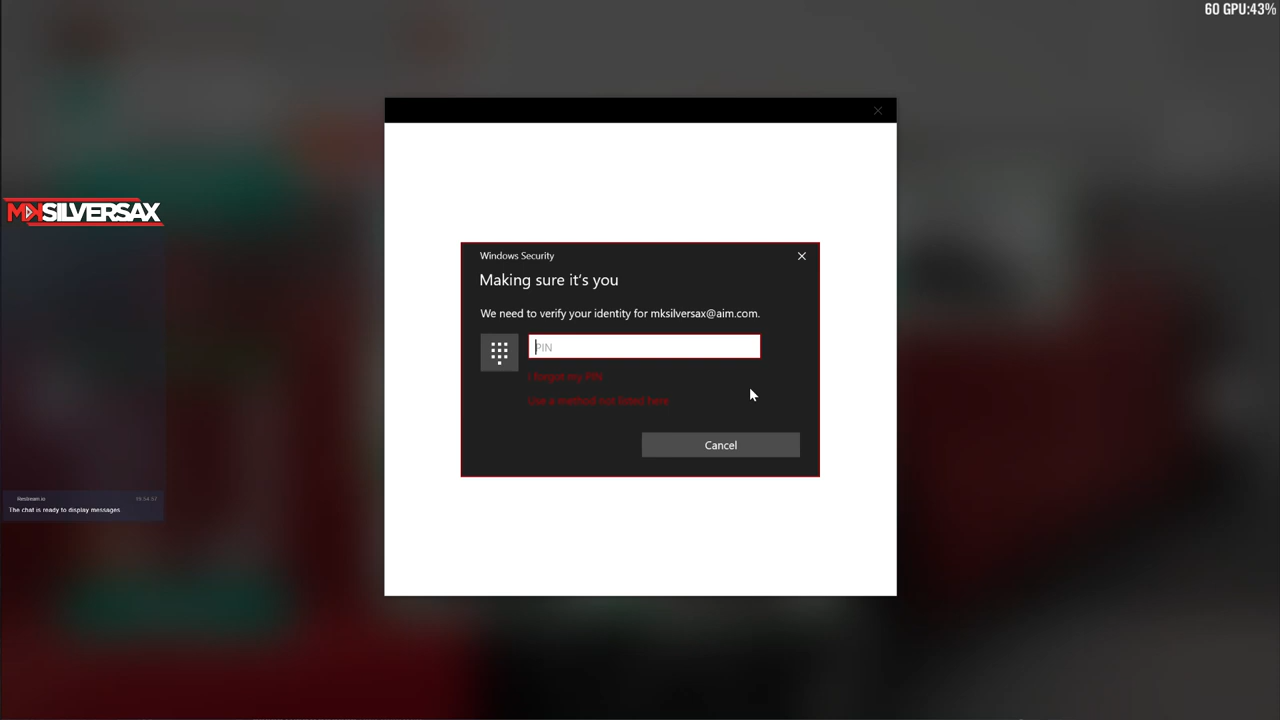 60 GPU:43%
MKSILVERSAX
Windows Security
Making sure it's you
We need to verify your identity for mksilversax@aim.com.
PIN
I forgot my PIN
Use a method not listed here
Cancel
Restream.io
The chat is ready to display messages